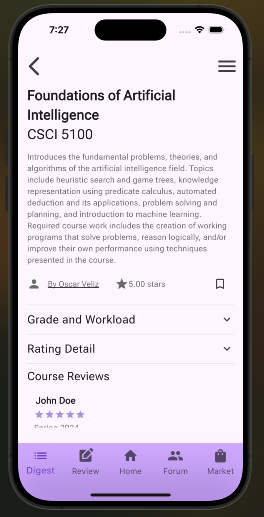 7:27
Foundations of Artificial
Intelligence
CSCI 5100
Introduces the fundamental problems, theories, and
algorithms of the artificial intelligence field. Topics
include heuristic search and game trees, knowledge
representation using predicate calculus, automated
deduction and its applications, problem solving and
planning, and introduction to machine learning.
Required course work includes the creation of working
programs that solve problems, reason logically, and/or
improve their own performance using techniques
presented in the course.
By Oscar Veliz 5.00 stars
Grade and Workload
Rating Detail
Course Reviews
John Doe
Spring 2024
Digest Review Home Forum Market